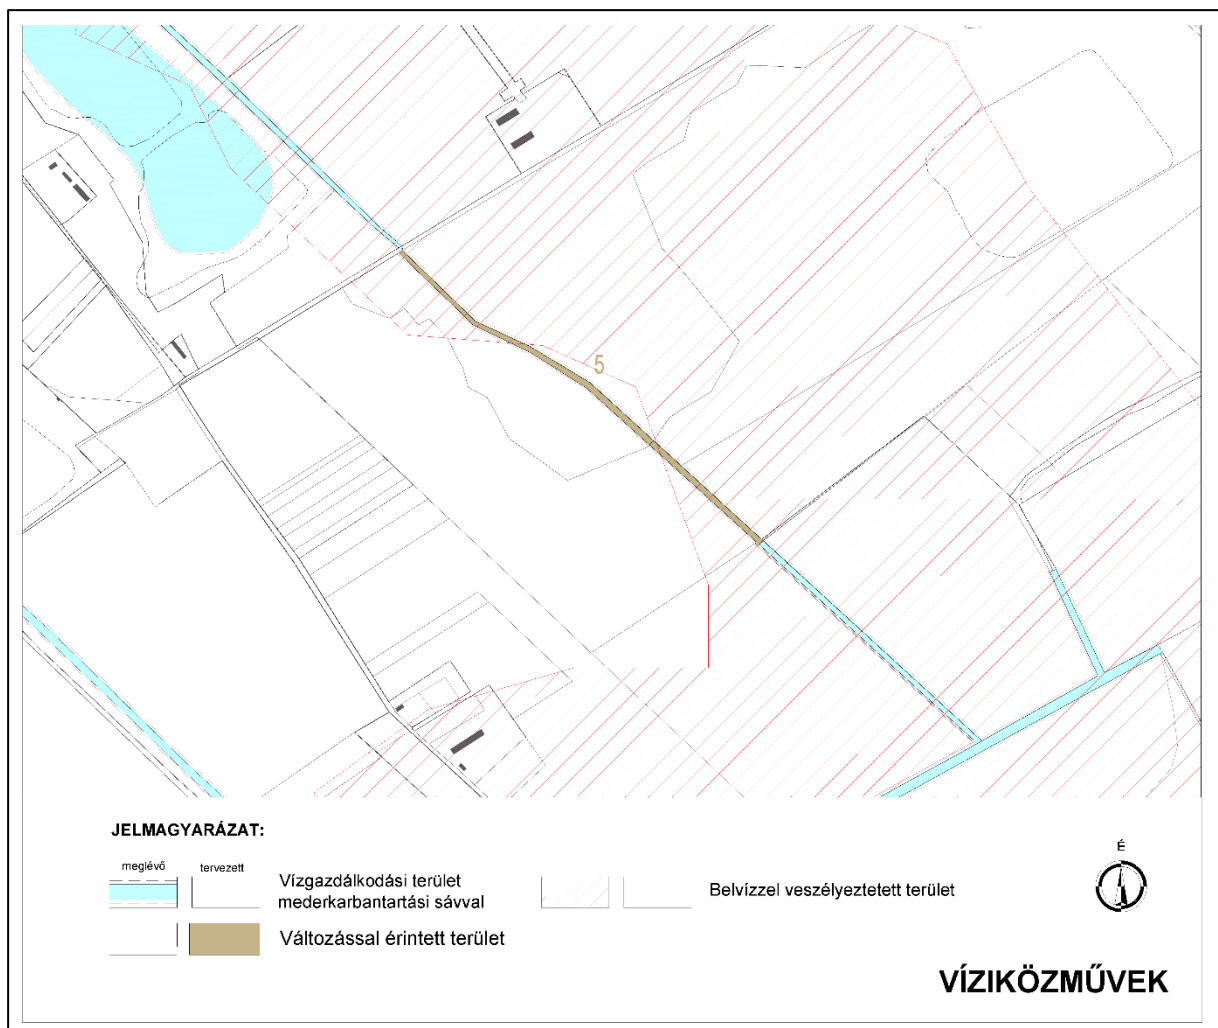 5
JELMAGYARÁZAT:
meglévő tervezett
Vízgazdálkodási terület
mederkarbantartási sávval
Belvízzel veszélyeztetett terület
Változással érintett terület
É
VÍZIKÖZMŰVEK